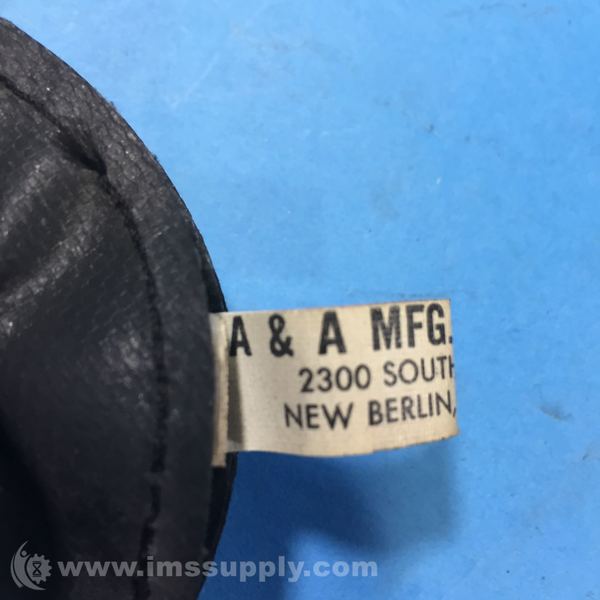 A & A MFG.
2300 SOUTH
NEW BERLIN,
www.imssupply.com